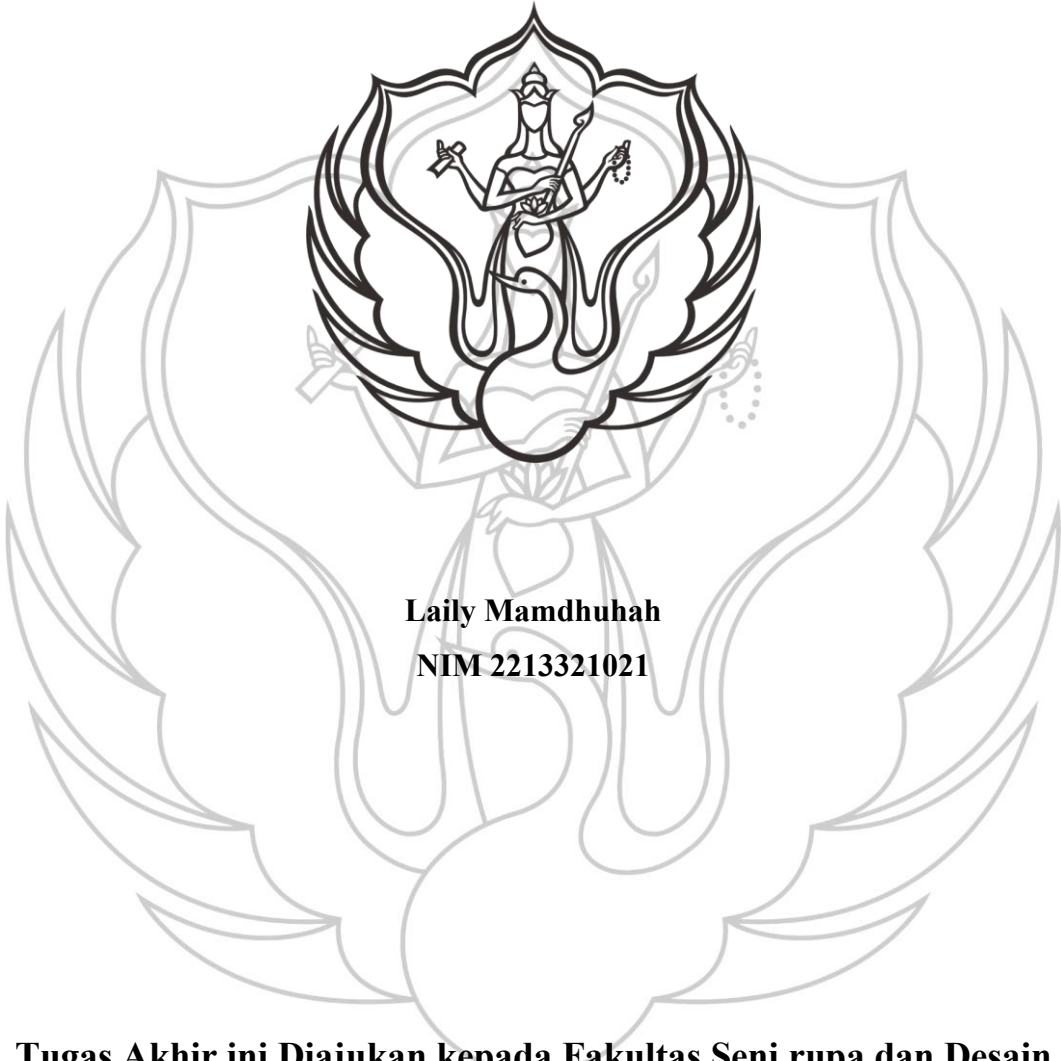 Laily Mamdhuhah
NIM 2213321021
Tugas Akhir ini Diajukan kepada Fakultas Seni rupa dan Desain